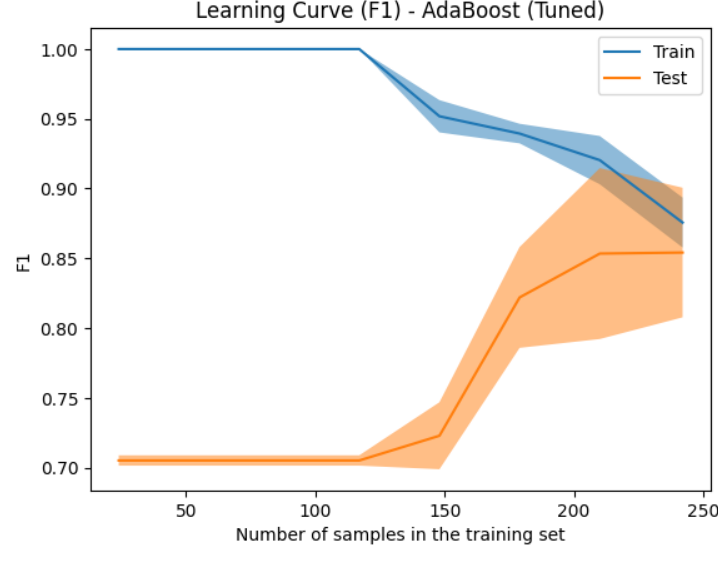 Learning Curve (F1) - AdaBoost (Tuned)
Train
Test
1.00
0.95
0.90
0.85
0.80
0.75
0.70
F1
50 100 150 200 250
Number of samples in the training set